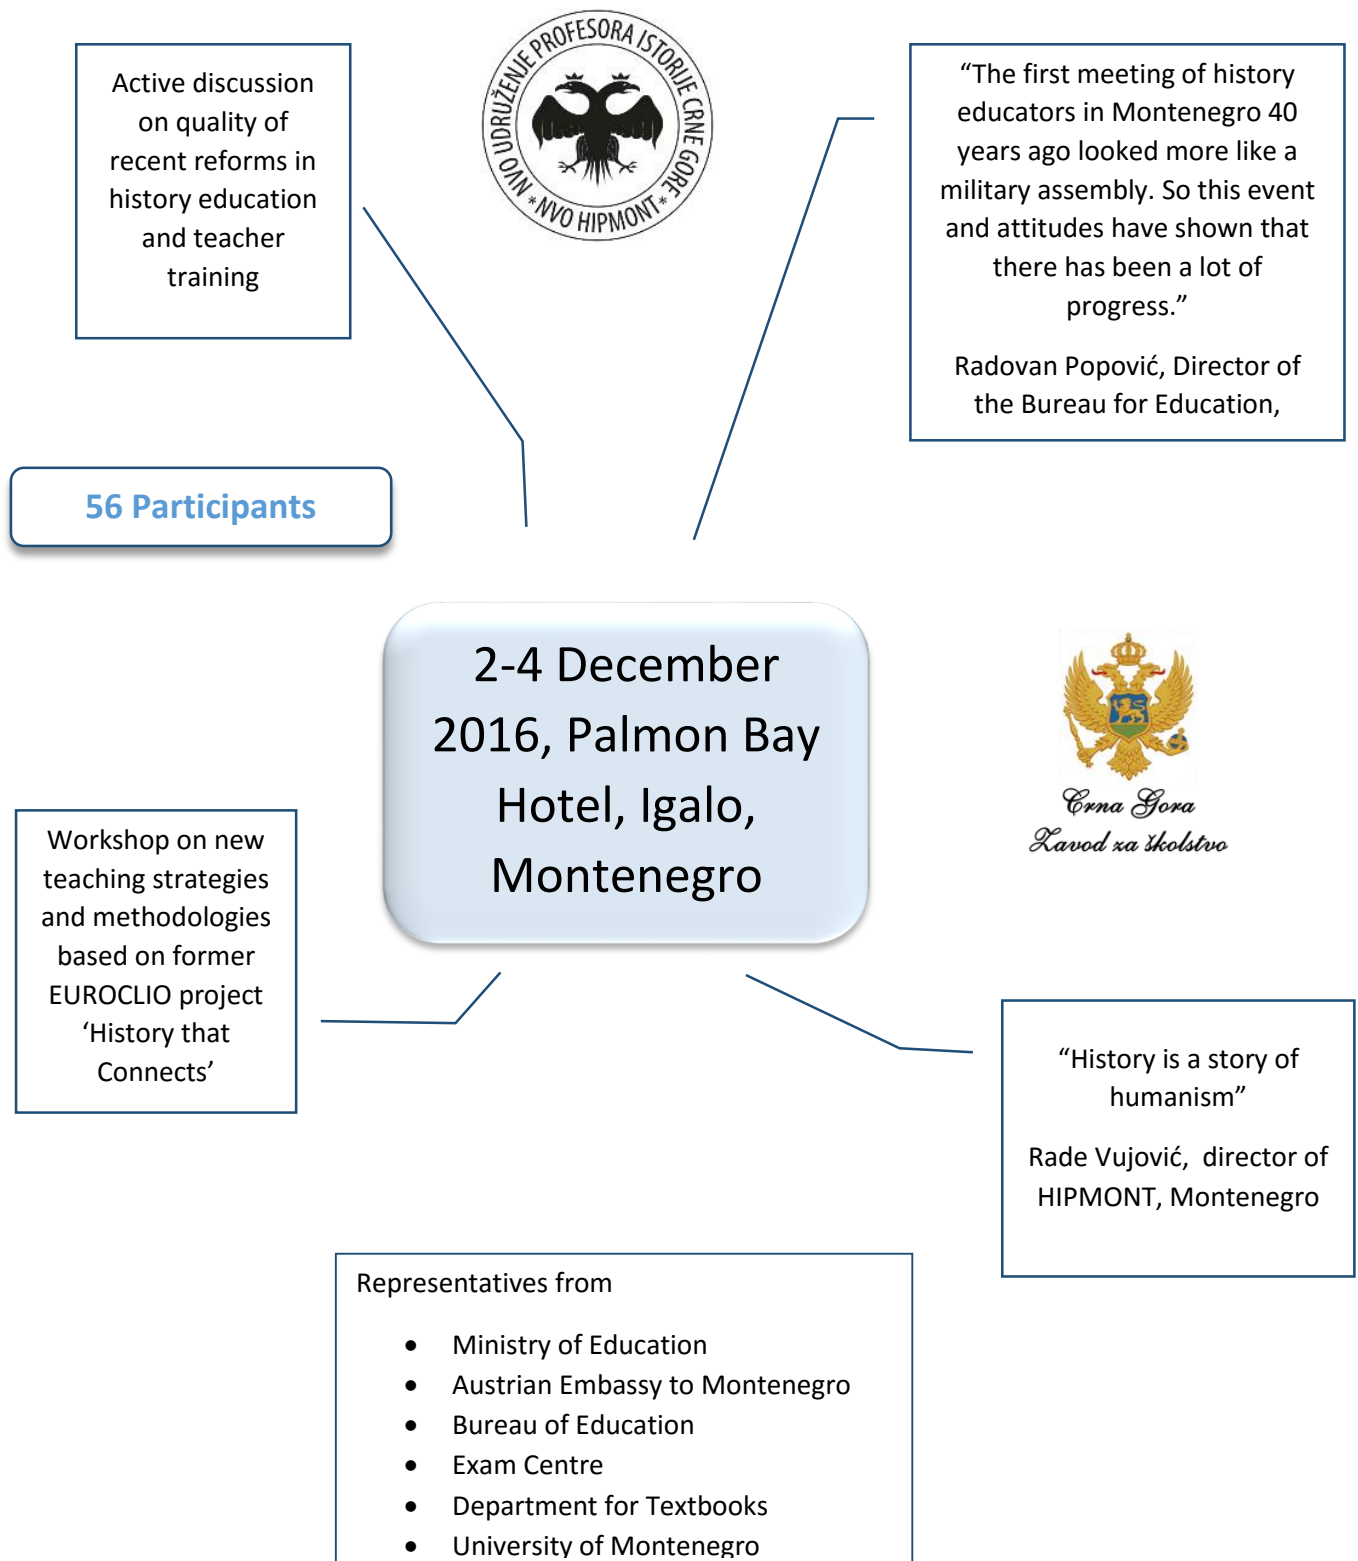 Active discussion
on quality of
recent reforms in
history education
and teacher
training
NVO UDRUŽENJE PROFESORA ISTORIJE CRNE GORE
* NVO HIPMONT *
“The first meeting of history
educators in Montenegro 40
years ago looked more like a
military assembly. So this event
and attitudes have shown that
there has been a lot of
progress.”
Radovan Popović, Director of
the Bureau for Education,
56 Participants
2-4 December
2016, Palmon Bay
Hotel, Igalo,
Montenegro
Crna Gora
Zavod za školstvo
Workshop on new
teaching strategies
and methodologies
based on former
EUROCLIO project
‘History that
Connects’
“History is a story of
humanism”
Rade Vujović, director of
HIPMONT, Montenegro
Representatives from
• Ministry of Education
• Austrian Embassy to Montenegro
• Bureau of Education
• Exam Centre
• Department for Textbooks
• University of Montenegro